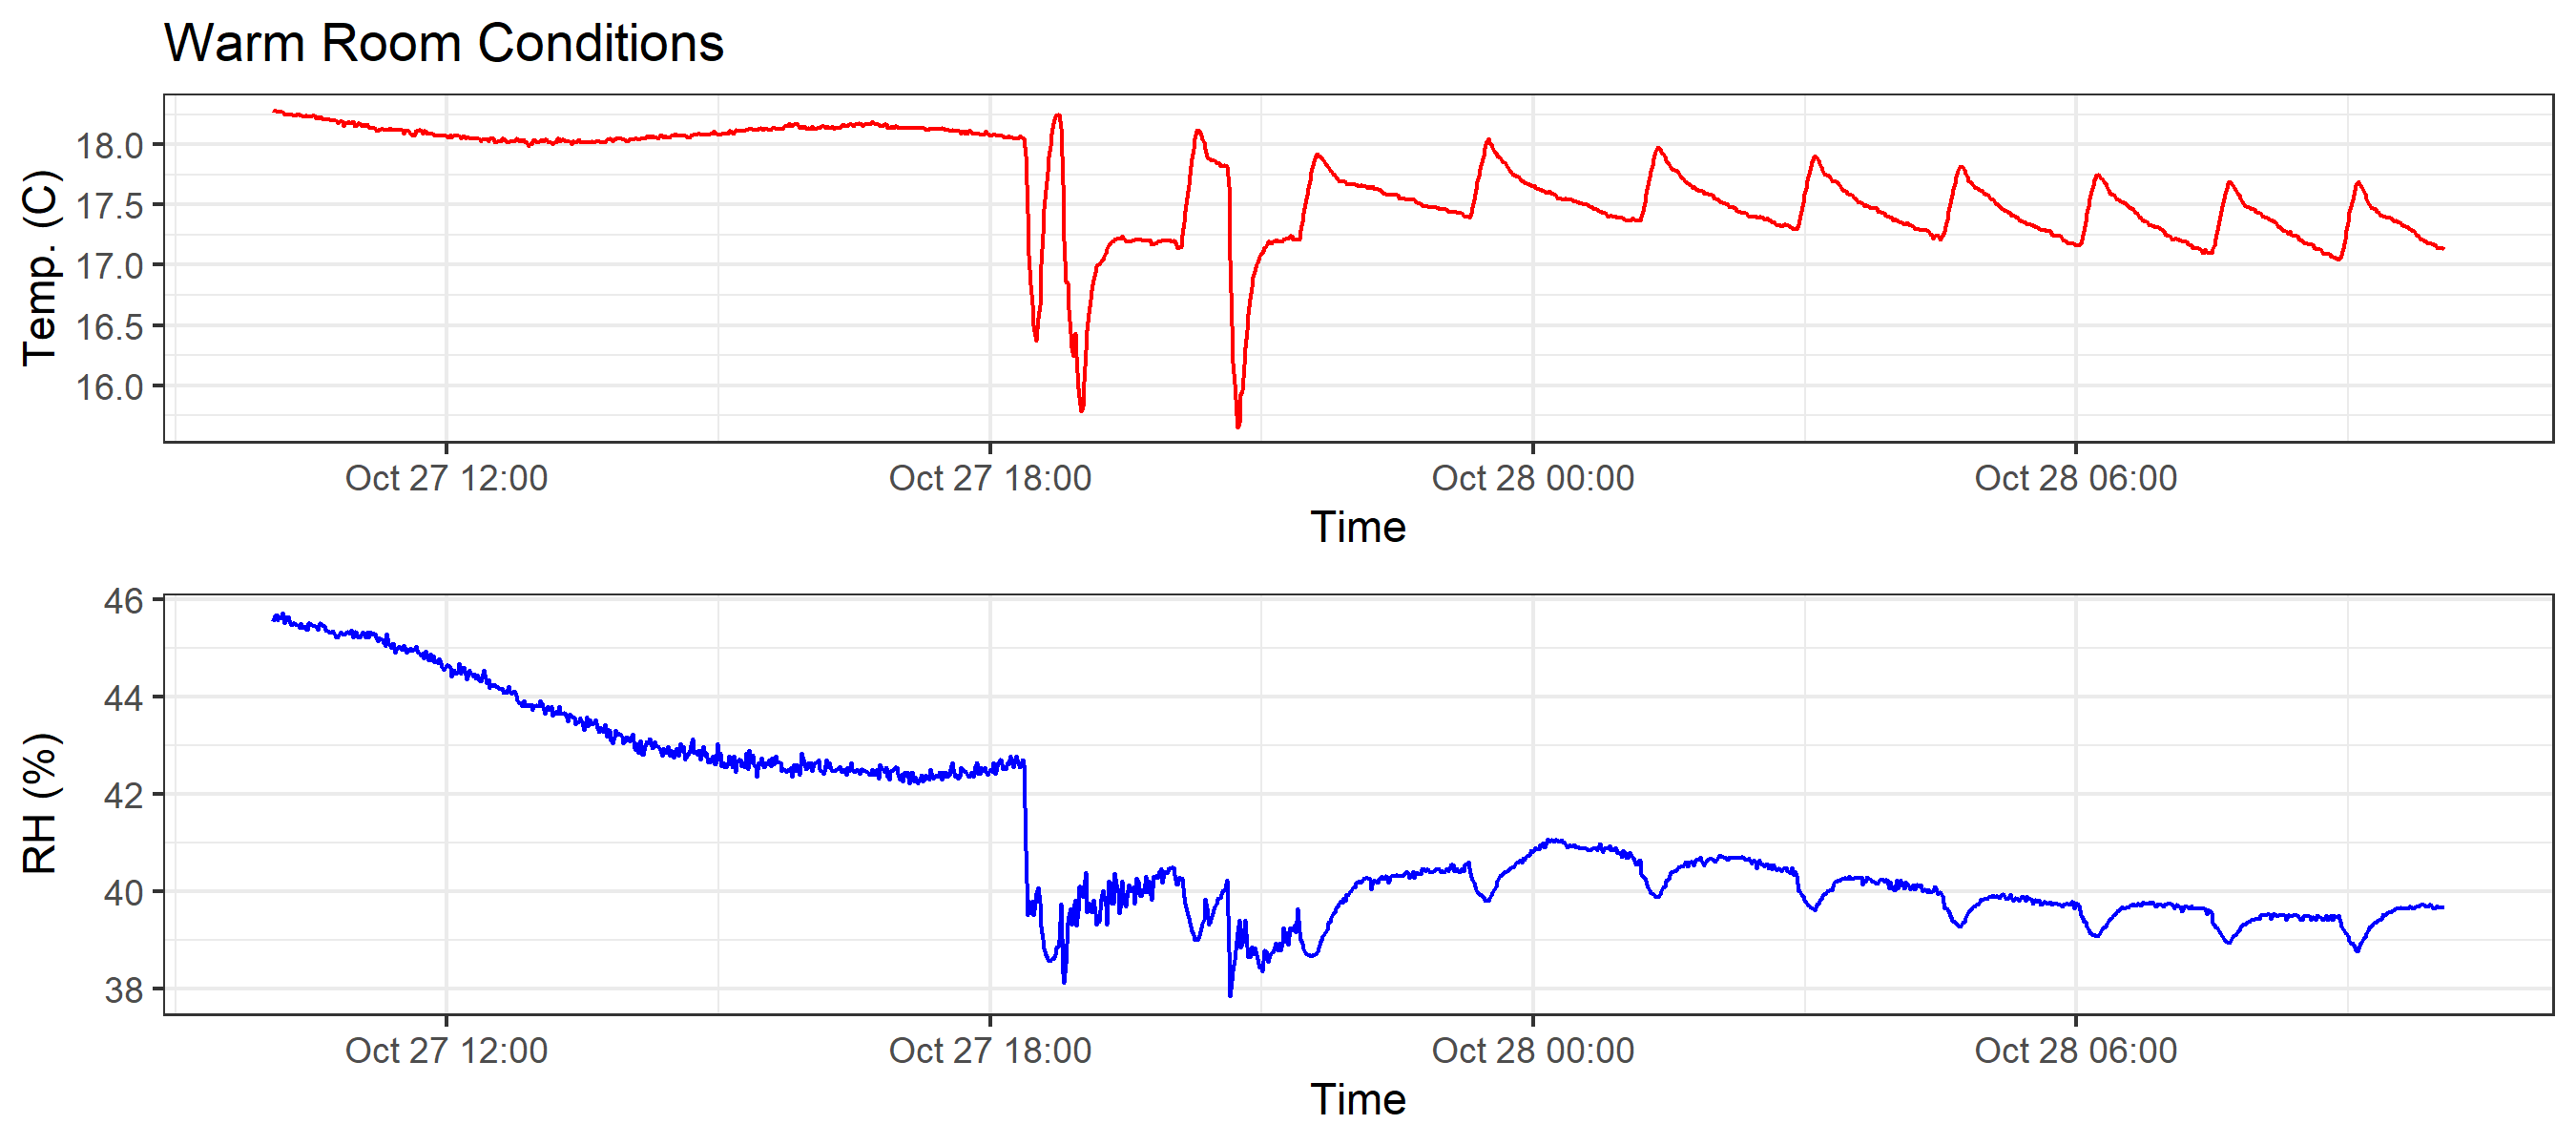 Warm Room Conditions
Temp. (C)
18.0
17.5
17.0
16.5
16.0
Oct 27 12:00 Oct 27 18:00 Oct 28 00:00 Oct 28 06:00
Time
RH (%)
46
44
42
40
38
Oct 27 12:00 Oct 27 18:00 Oct 28 00:00 Oct 28 06:00
Time